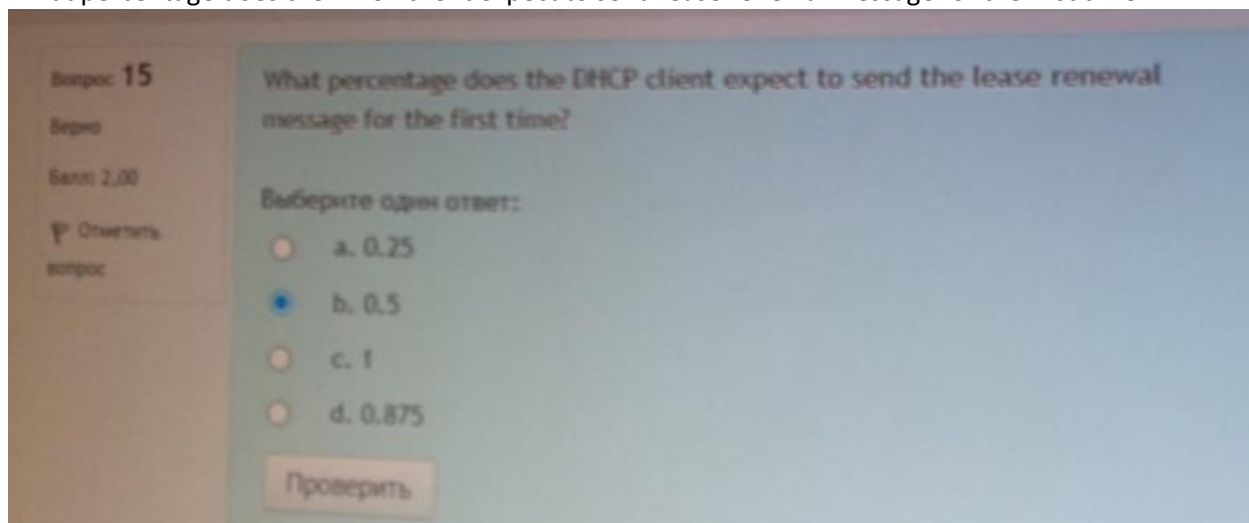 Вопрос 15
Верно
Балл: 2,00
Отметить
вопрос
What percentage does the DHCP client expect to send the lease renewal
message for the first time?
Выберите один ответ:
a. 0.25
b. 0.5
c. 1
d. 0.875
Проверить